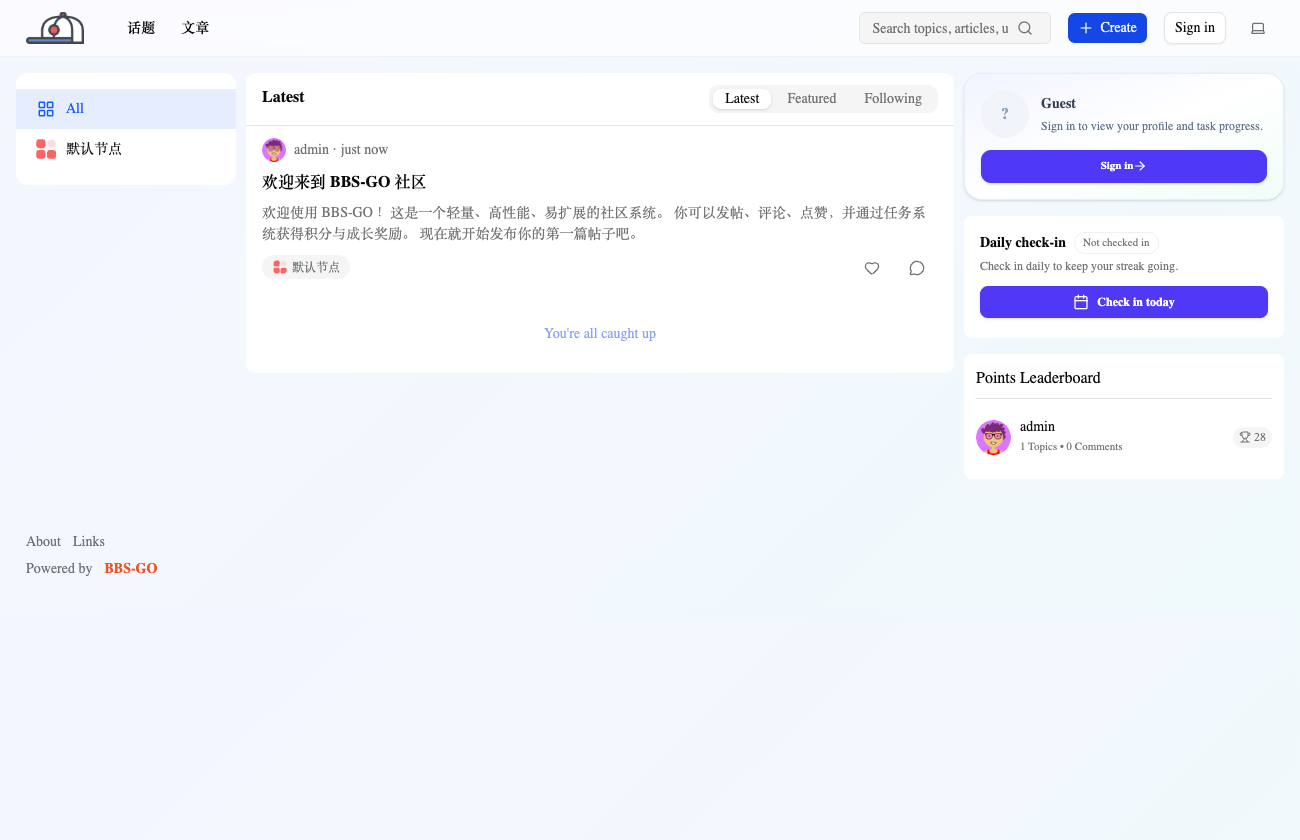 话题 文章 Search topics, articles, u Create Sign in
All
默认节点
Latest Latest Featured Following
admin · just now
欢迎来到 BBS-GO 社区
欢迎使用 BBS-GO！ 这是一个轻量、高性能、易扩展的社区系统。 你可以发帖、评论、点赞，并通过任务系
统获得积分与成长奖励。 现在就开始发布你的第一篇帖子吧。
默认节点
You're all caught up
?
Guest
Sign in to view your profile and task progress.
Sign in
Daily check-in Not checked in
Check in daily to keep your streak going.
Check in today
Points Leaderboard
admin
1 Topics • 0 Comments
28
About Links
Powered by BBS-GO